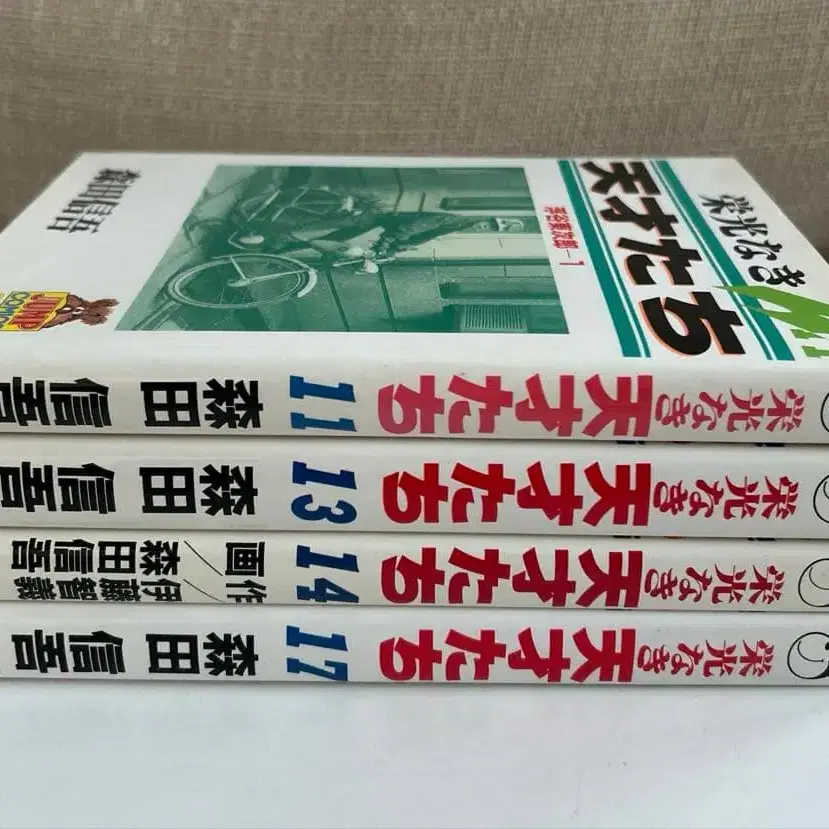 栄光なき
天才たち
森田信吾
JUMP
栄光なき天才たち 11 森田信吾
栄光なき天才たち 13 森田信吾
栄光なき天才たち 14 作/伊藤智義
画/森田信吾
栄光なき天才たち 17 森田信吾